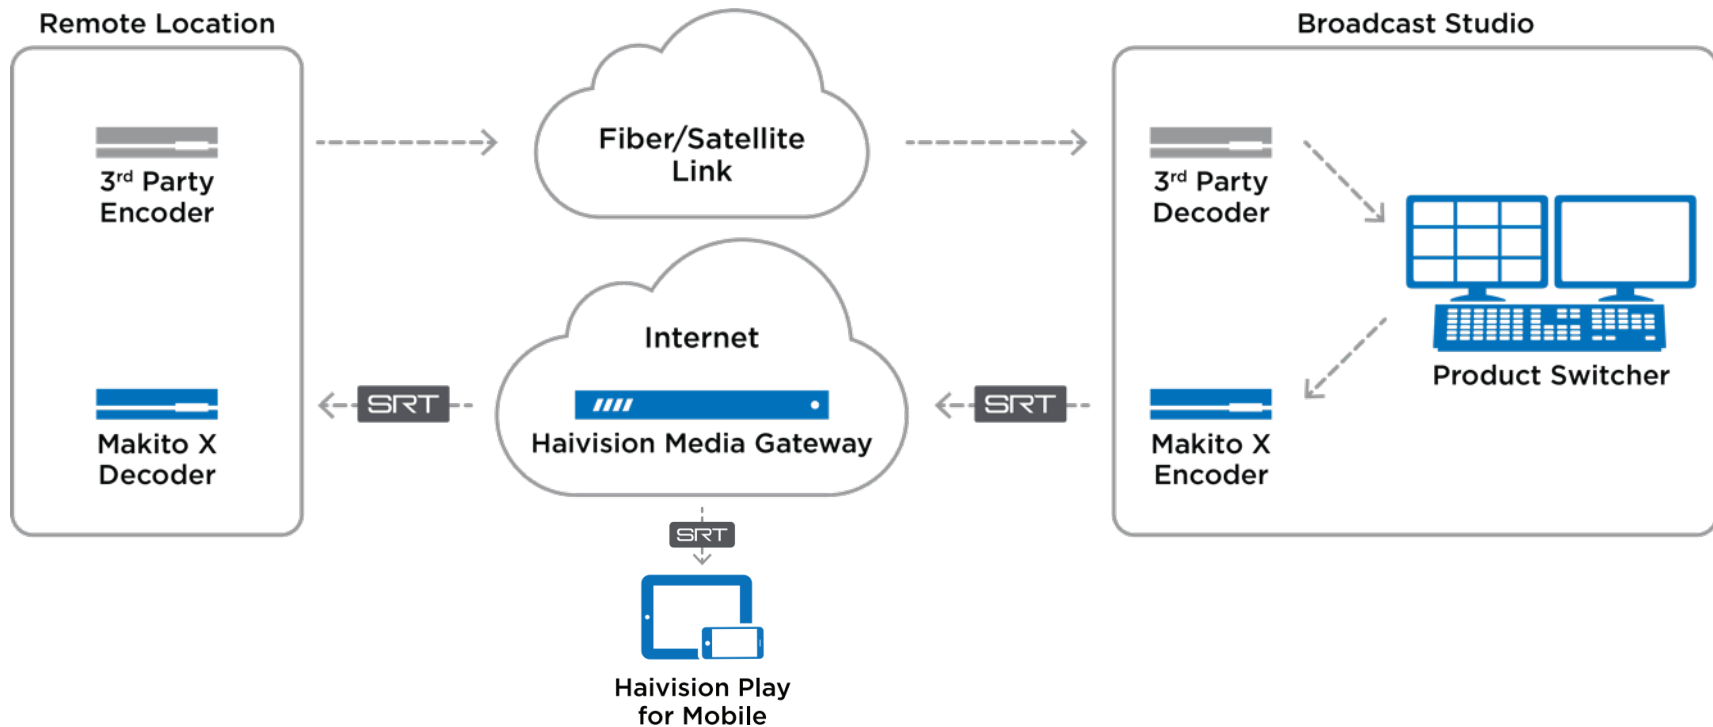 Remote Location
Broadcast Studio
3rd Party
Encoder
Fiber/Satellite
Link
3rd Party
Decoder
Product Switcher
Internet
Haivision Media Gateway
SRT
SRT
Makito X
Decoder
Makito X
Encoder
SRT
Haivision Play
for Mobile